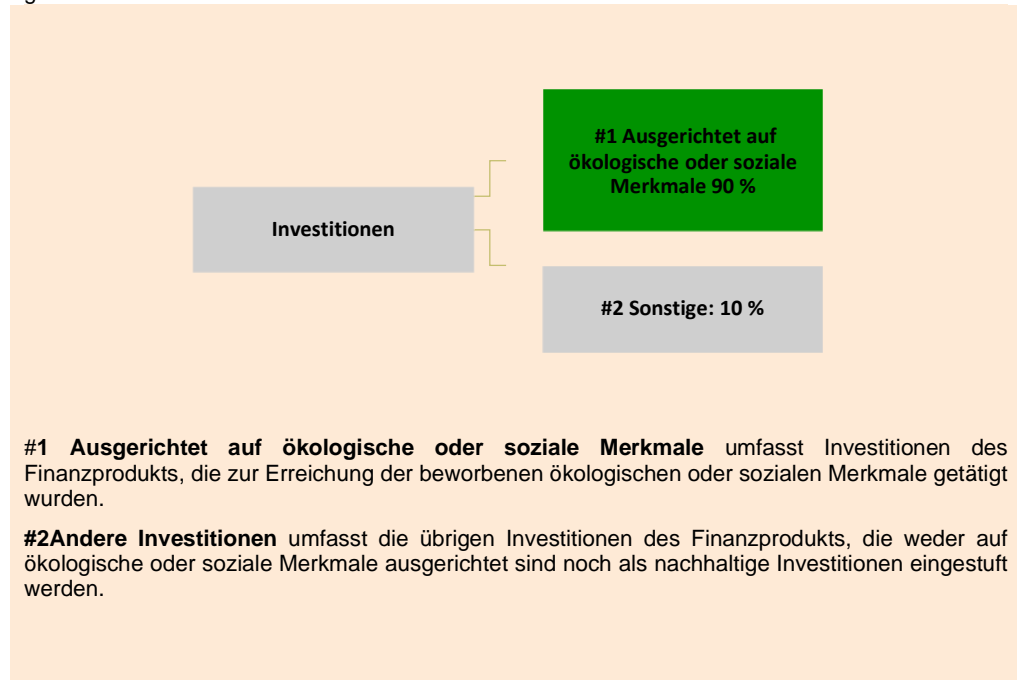 #1 Ausgerichtet auf
ökologische oder soziale
Merkmale 90 %
Investitionen
#2 Sonstige: 10 %
#1 Ausgerichtet auf ökologische oder soziale Merkmale umfasst Investitionen des
Finanzprodukts, die zur Erreichung der beworbenen ökologischen oder sozialen Merkmale getätigt
wurden.
#2Andere Investitionen umfasst die übrigen Investitionen des Finanzprodukts, die weder auf
ökologische oder soziale Merkmale ausgerichtet sind noch als nachhaltige Investitionen eingestuft
werden.